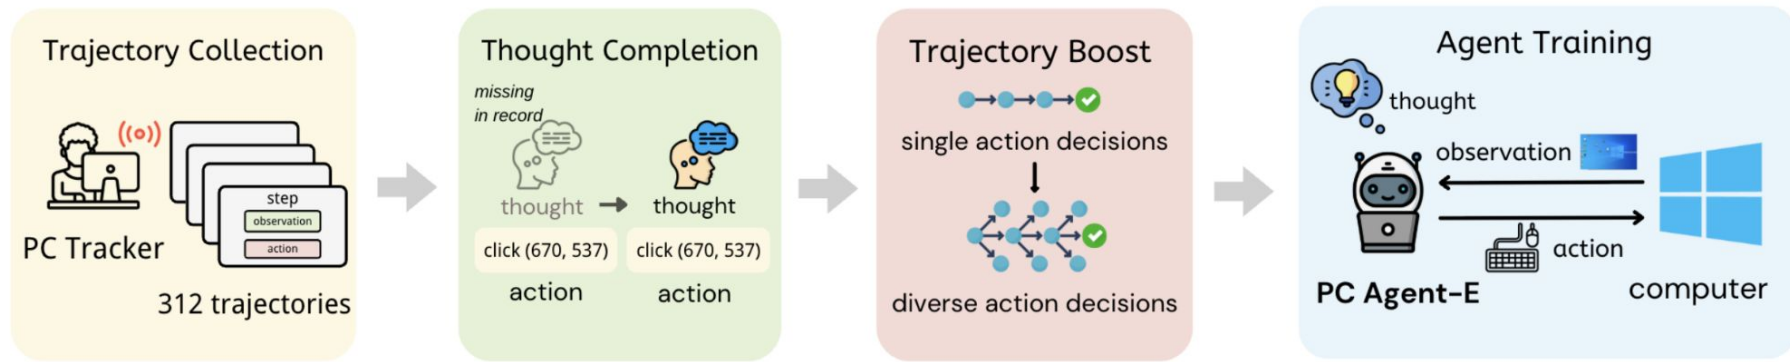 Trajectory Collection
step
observation
action
PC Tracker
312 trajectories
Thought Completion
missing
in record
thought
thought
click (670, 537)
click (670, 537)
action
action
Trajectory Boost
single action decisions
diverse action decisions
Agent Training
thought
observation
action
PC Agent-E
computer